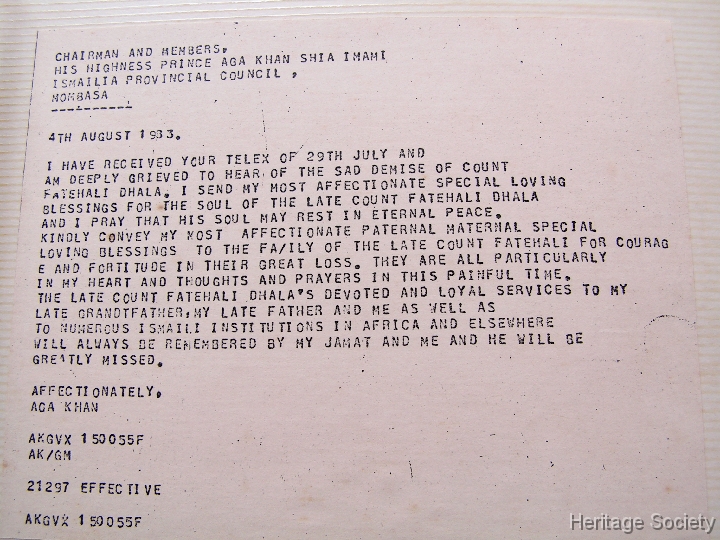 CHAIRMAN AND MEMBERS,
HIS HIGHNESS PRINCE AGA KHAN SHIA IMAMI
ISMAILIA PROVINCIAL COUNCIL ,
MOMBASA
----------
4TH AUGUST 1983.
I HAVE RECEIVED YOUR TELEX OF 29TH JULY AND
AM DEEPLY GRIEVED TO HEAR OF THE SAD DEMISE OF COUNT
FATEHALI DHALA. I SEND MY MOST AFFECTIONATE SPECIAL LOVING
BLESSINGS FOR THE SOUL OF THE LATE COUNT FATEHALI DHALA
AND I PRAY THAT HIS SOUL MAY REST IN ETERNAL PEACE.
KINDLY CONVEY MY MOST AFFECTIONATE PATERNAL MATERNAL SPECIAL
LOVING BLESSINGS TO THE FA/ILY OF THE LATE COUNT FATEHALI FOR COURAG
E AND FORTITUDE IN THEIR GREAT LOSS. THEY ARE ALL PARTICULARLY
IN MY HEART AND THOUGHTS AND PRAYERS IN THIS PAINFUL TIME.
THE LATE COUNT FATEHALI DHALA'S DEVOTED AND LOYAL SERVICES TO MY
LATE GRANDTFATHER,MY LATE FATHER AND ME AS WELL AS
TO NUMEROUS ISMAILI INSTITUTIONS IN AFRICA AND ELSEWHERE
WILL ALWAYS BE REMEMBERED BY MY JAMAT AND ME AND HE WILL BE
GREATLY MISSED.
AFFECTIONATELY,
AGA KHAN
AKGVX 150055F
AK/GM
21297 EFFECTIVE
AKGVX 150055F
Heritage Society